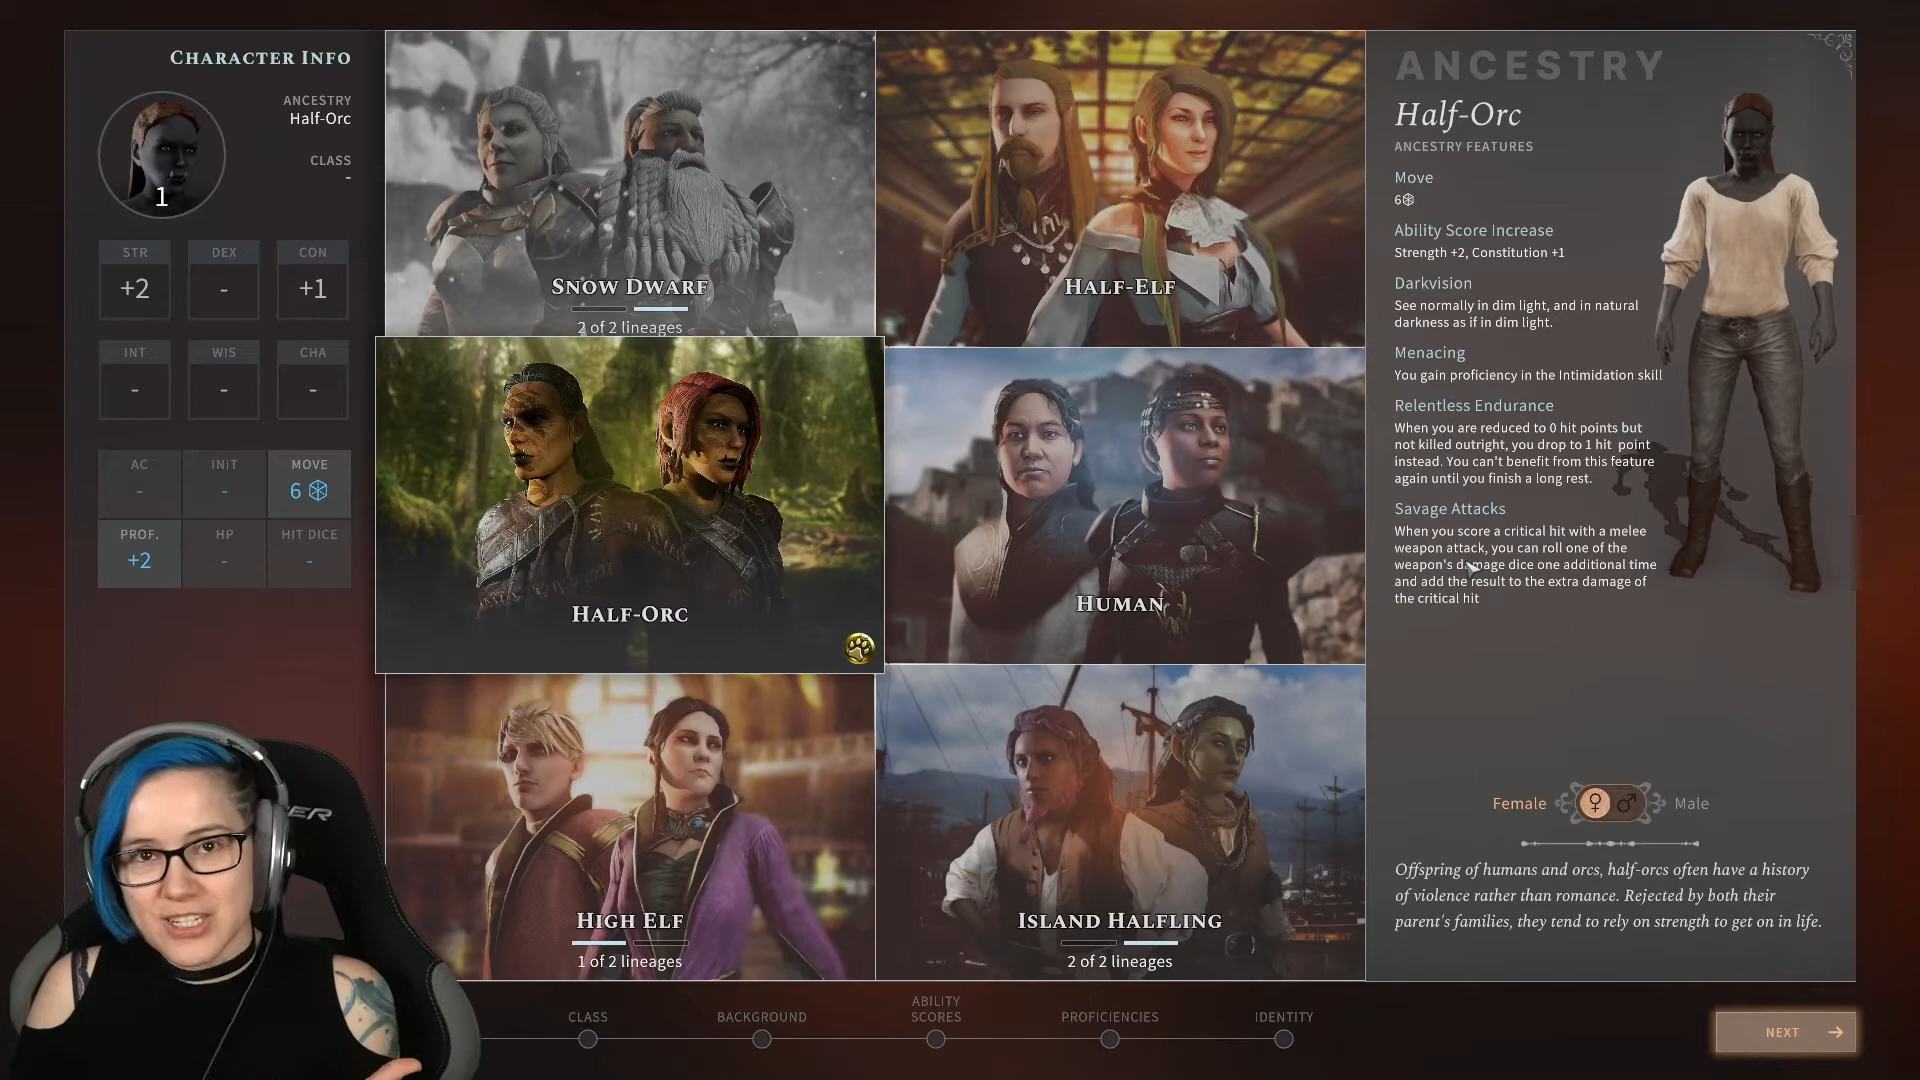 CHARACTER INFO
ANCESTRY
Half-Orc
CLASS
-
1
STR
DEX
CON
+2
-
+1
INT
WIS
CHA
-
-
-
AC
INIT
MOVE
-
-
6
PROF.
HP
HIT DICE
+2
-
-
SNOW DWARF
2 of 2 lineages
HALF-ELF
HALF-ORC
HUMAN
HIGH ELF
1 of 2 lineages
ISLAND HALFLING
2 of 2 lineages
ANCESTRY
Half-Orc
ANCESTRY FEATURES
Move
6
Ability Score Increase
Strength +2, Constitution +1
Darkvision
See normally in dim light, and in natural
darkness as if in dim light.
Menacing
You gain proficiency in the Intimidation skill
Relentless Endurance
When you are reduced to 0 hit points but
not killed outright, you drop to 1 hit point
instead. You can't benefit from this feature
again until you finish a long rest.
Savage Attacks
When you score a critical hit with a melee
weapon attack, you can roll one of the
weapon's damage dice one additional time
and add the result to the extra damage of
the critical hit
Female
Male
Offspring of humans and orcs, half-orcs often have a history
of violence rather than romance. Rejected by both their
parent's families, they tend to rely on strength to get on in life.
CLASS
BACKGROUND
ABILITY
SCORES
PROFICIENCIES
IDENTITY
NEXT